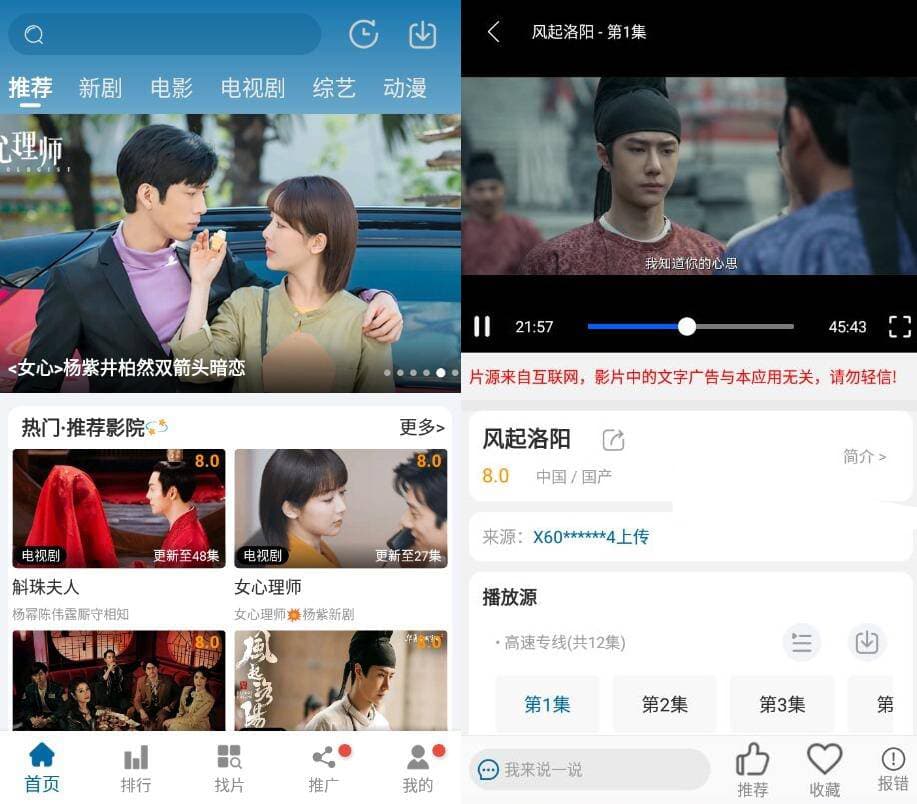 推荐 新剧 电影 电视剧 综艺 动漫
心理师
<女心>杨紫井柏然双箭头暗恋
热门·推荐影院
更多>
8.0
电视剧 更新至48集
8.0
电视剧 更新至27集
斛珠夫人
杨幂陈伟霆厮守相知
女心理师
女心理师💥杨紫新剧
8.0
8.0
風起洛陽
首页 排行 找片 推广 我的
风起洛阳 - 第1集
我知道你的心思
21:57
45:43
片源来自互联网，影片中的文字广告与本应用无关，请勿轻信!
风起洛阳
8.0 中国 / 国产
简介 >
来源: X60******4上传
播放源
· 高速专线(共12集)
第1集 第2集 第3集 第
我来说一说
推荐 收藏 报错